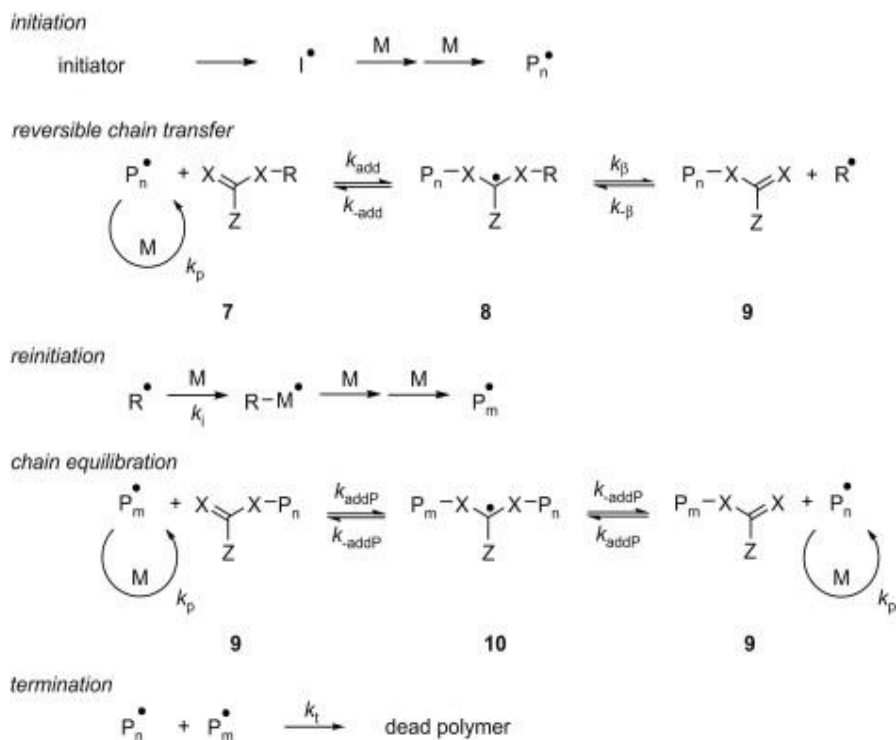 initiation
M M
initiator I• Pn•
reversible chain transfer
Pn• + X X–R kadd k-add Pn–X • X–R kβ k-β Pn–X X + R•
Z Z Z
M kp
7 8 9
reinitiation
M M M
R• ki R–M• Pm•
chain equilibration
Pm• + X X–Pn kaddP k-addP Pm–X • X–Pn k-addP kaddP Pm–X X + Pn•
Z Z Z
M kp M kp
9 10 9
termination
Pn• + Pm• kt dead polymer